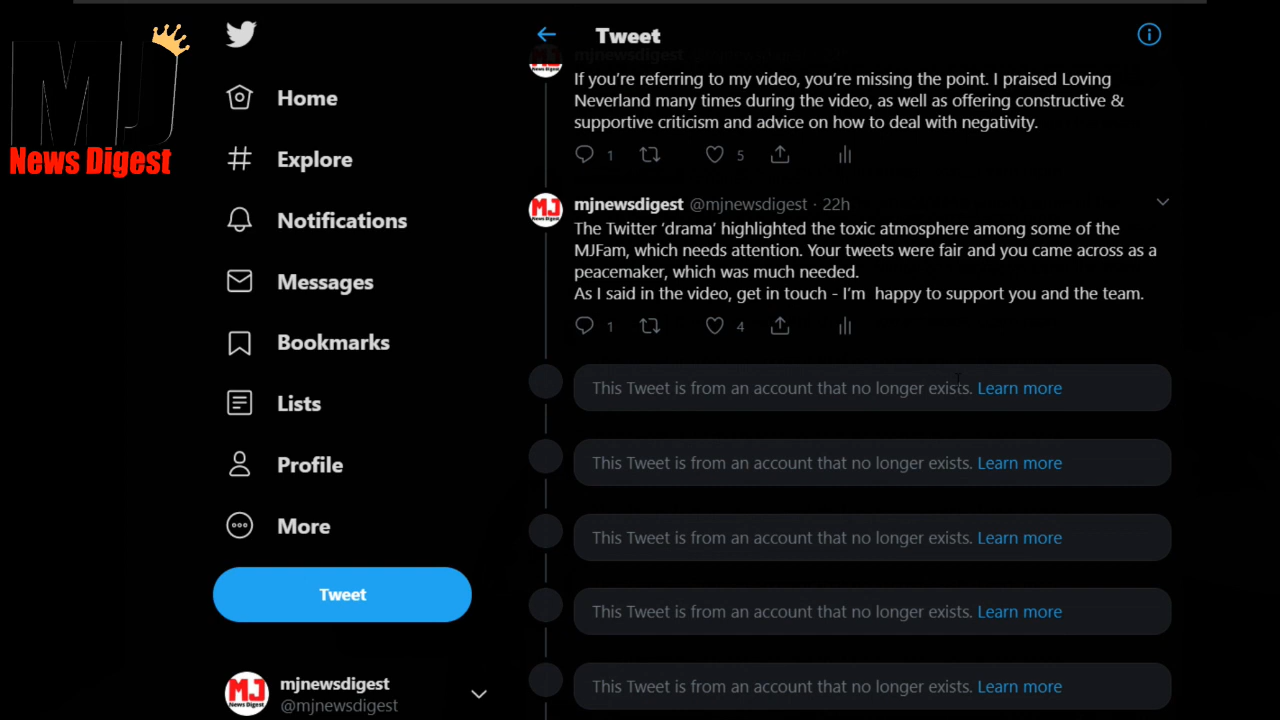 MJ
News Digest
Home
Explore
Notifications
Messages
Bookmarks
Lists
Profile
More
Tweet
mjnewsdigest
@mjnewsdigest
Tweet
mjnewsdigest
If you're referring to my video, you're missing the point. I praised Loving
Neverland many times during the video, as well as offering constructive &
supportive criticism and advice on how to deal with negativity.
1 5
MJ
News Digest
mjnewsdigest @mjnewsdigest · 22h
The Twitter 'drama' highlighted the toxic atmosphere among some of the
MJFam, which needs attention. Your tweets were fair and you came across as a
peacemaker, which was much needed.
As I said in the video, get in touch - I'm  happy to support you and the team.
1 4
This Tweet is from an account that no longer exists. Learn more
This Tweet is from an account that no longer exists. Learn more
This Tweet is from an account that no longer exists. Learn more
This Tweet is from an account that no longer exists. Learn more
This Tweet is from an account that no longer exists. Learn more
MJ
News Digest